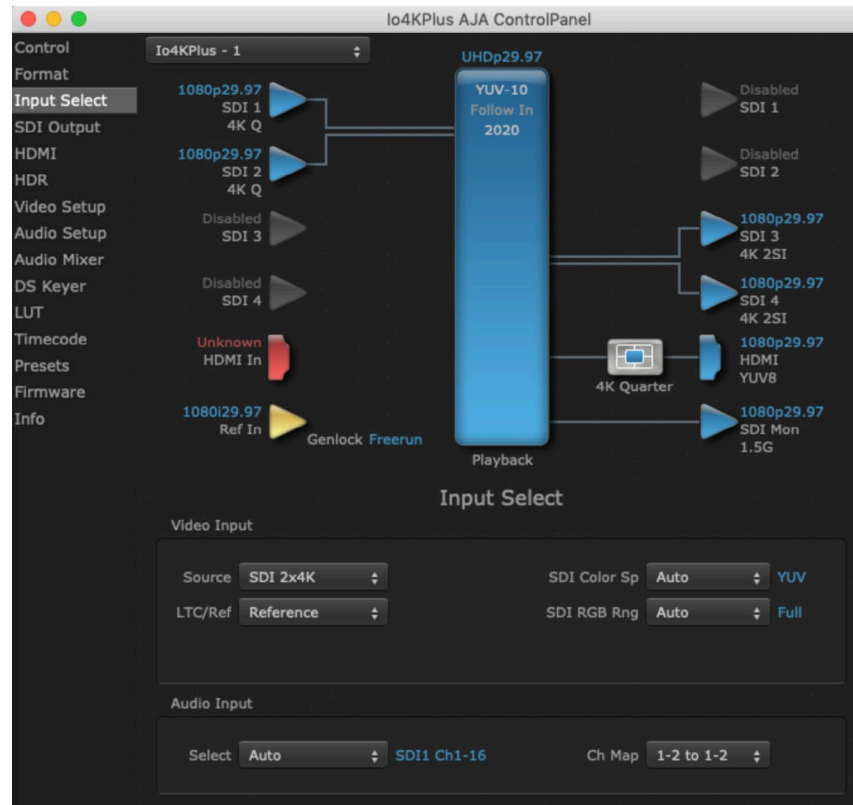 Io4KPlus AJA ControlPanel
Control
Format
Input Select
SDI Output
HDMI
HDR
Video Setup
Audio Setup
Audio Mixer
DS Keyer
LUT
Timecode
Presets
Firmware
Info
Io4KPlus - 1
UHDp29.97
YUV-10
Follow In
2020
1080p29.97
SDI 1
4K Q
1080p29.97
SDI 2
4K Q
Disabled
SDI 3
Disabled
SDI 4
Unknown
HDMI In
1080i29.97
Ref In
Genlock Freerun
Playback
Disabled
SDI 1
Disabled
SDI 2
1080p29.97
SDI 3
4K 2SI
1080p29.97
SDI 4
4K 2SI
4K Quarter
1080p29.97
HDMI
YUV8
1080p29.97
SDI Mon
1.5G
Input Select
Video Input
Source SDI 2x4K SDI Color Sp Auto YUV
LTC/Ref Reference SDI RGB Rng Auto Full
Audio Input
Select Auto SDI1 Ch1-16 Ch Map 1-2 to 1-2